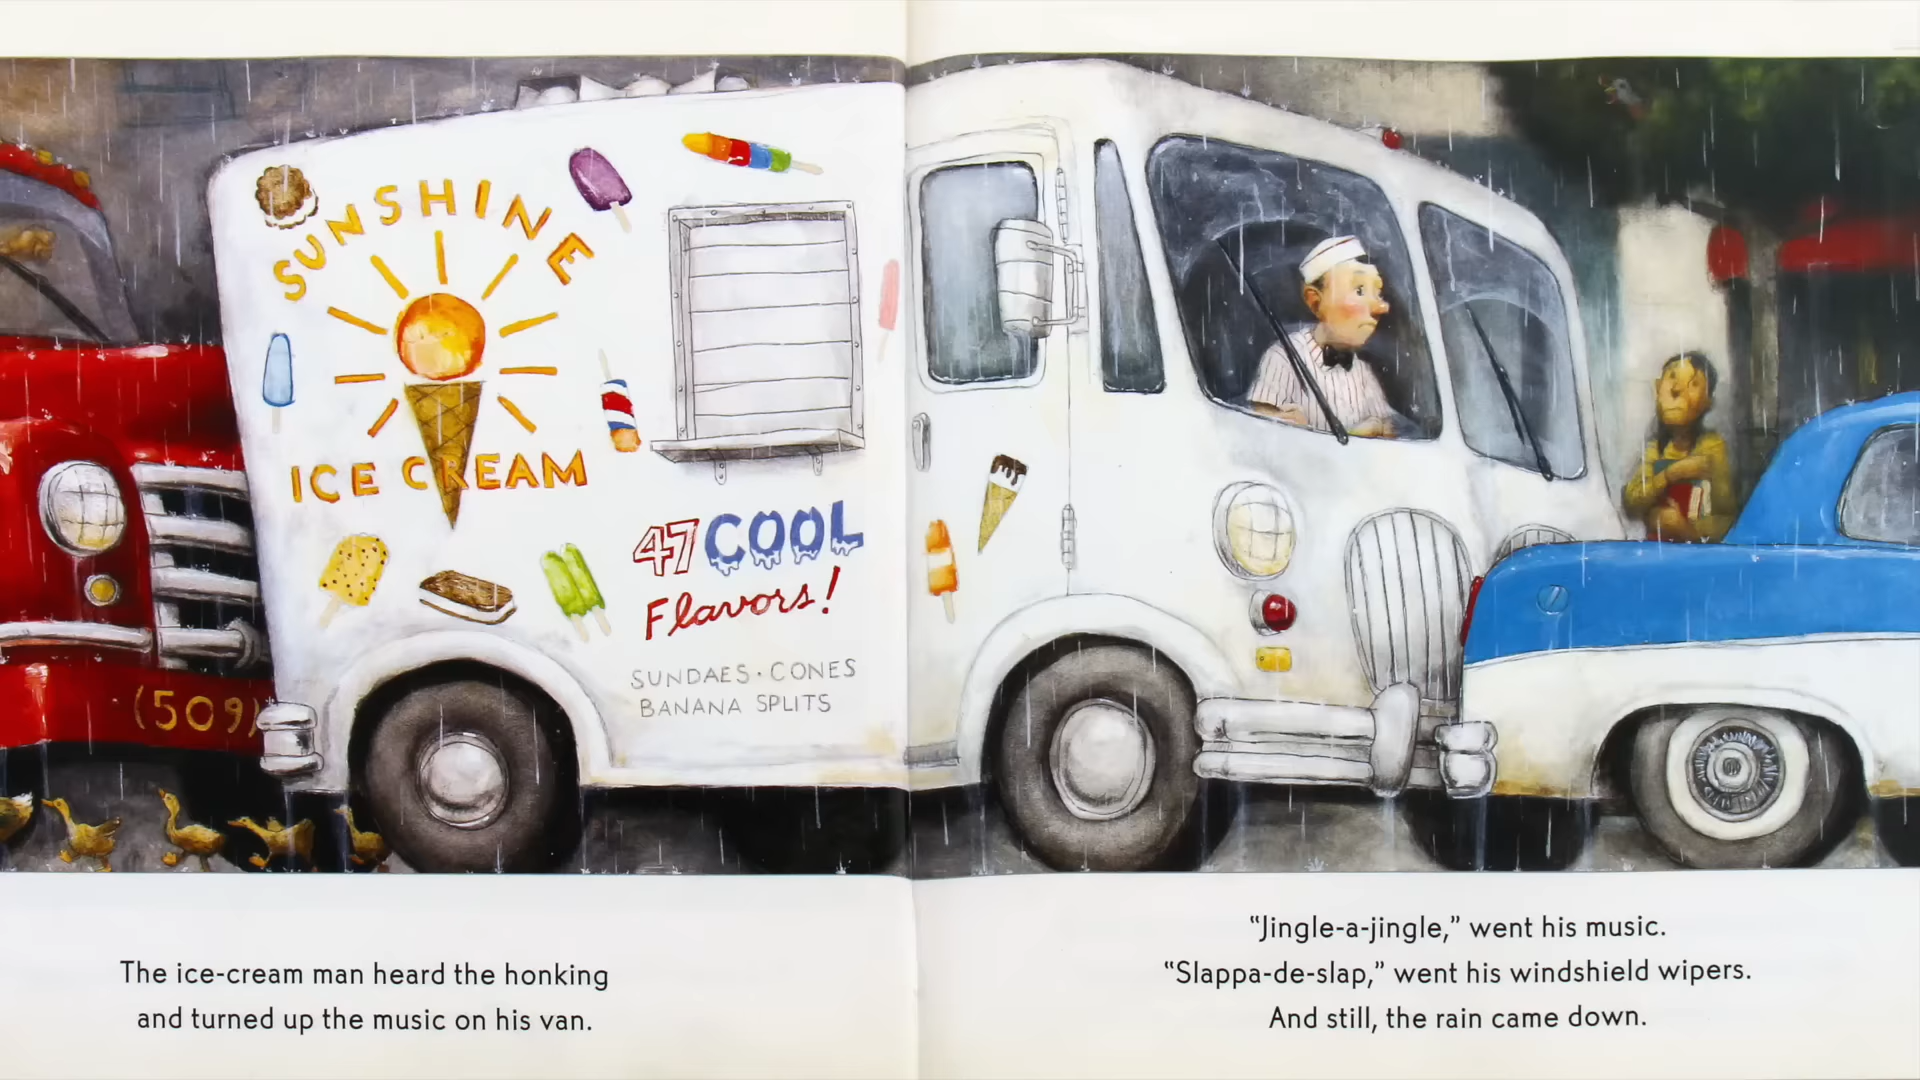 SUNSHINE
ICE CREAM
47 COOL
Flavors!
SUNDAES · CONES
BANANA SPLITS
(509)
The ice-cream man heard the honking
and turned up the music on his van.
“Jingle-a-jingle,” went his music.
“Slappa-de-slap,” went his windshield wipers.
And still, the rain came down.